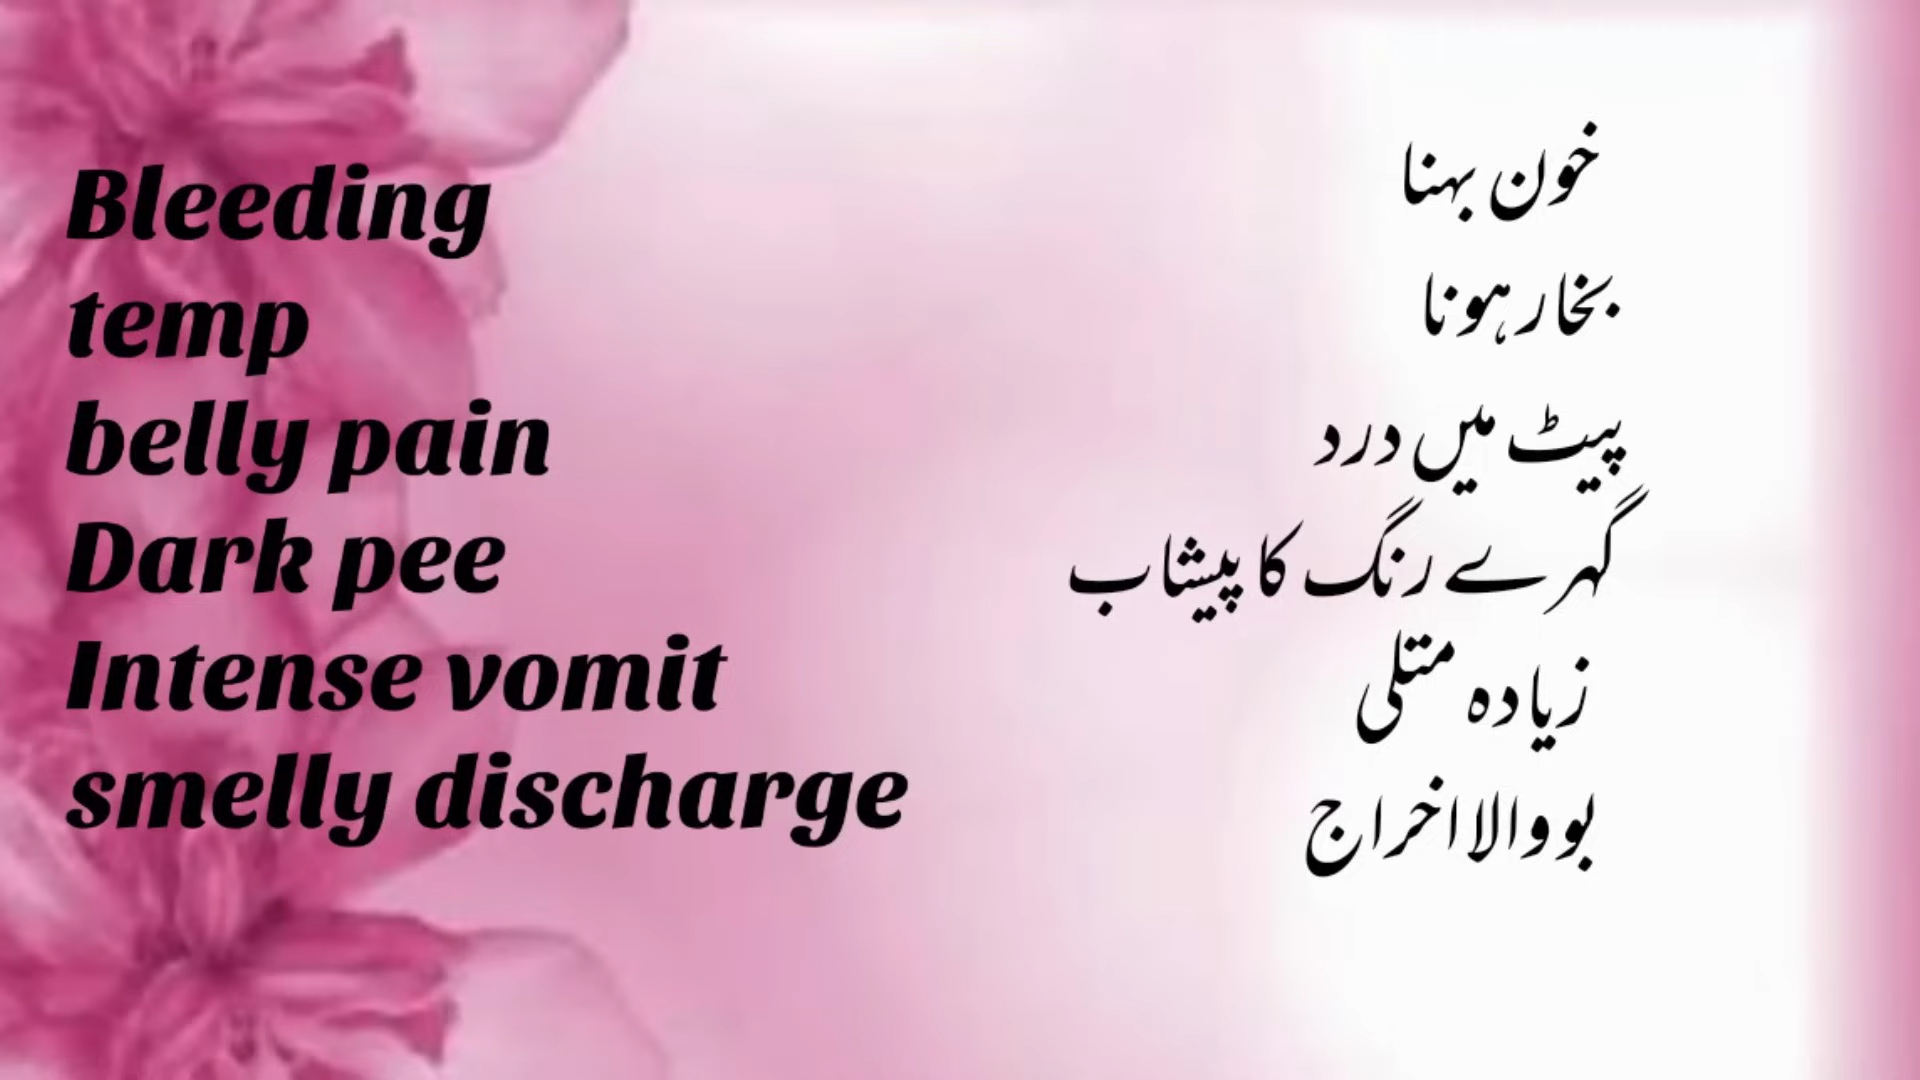 Bleeding
temp
belly pain
Dark pee
Intense vomit
smelly discharge
خون بہنا
بخار ہونا
پیٹ میں درد
گہرے رنگ کا پیشاب
زیادہ متلی
بو والا اخراج